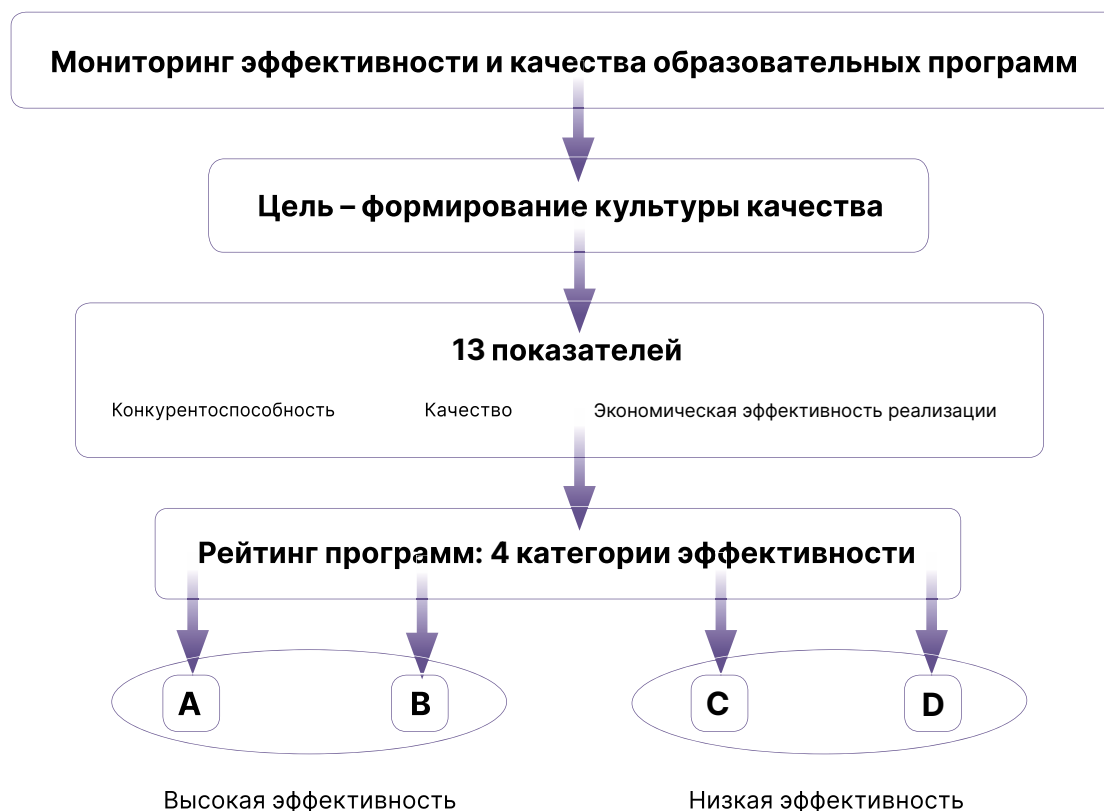 Мониторинг эффективности и качества образовательных программ
Цель – формирование культуры качества
13 показателей
Конкурентоспособность
Качество
Экономическая эффективность реализации
Рейтинг программ: 4 категории эффективности
A
B
C
D
Высокая эффективность
Низкая эффективность